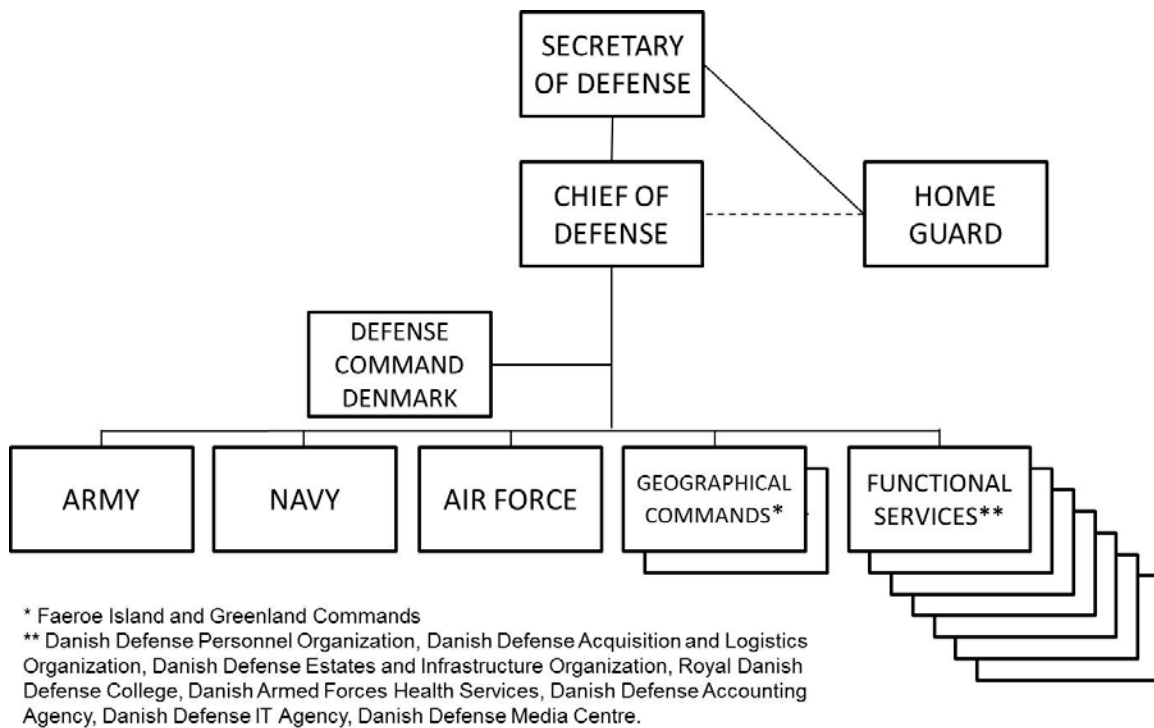 SECRETARY
OF DEFENSE
CHIEF OF
DEFENSE
HOME
GUARD
DEFENSE
COMMAND
DENMARK
ARMY
NAVY
AIR FORCE
GEOGRAPHICAL
COMMANDS*
FUNCTIONAL
SERVICES**
* Faeroe Island and Greenland Commands
** Danish Defense Personnel Organization, Danish Defense Acquisition and Logistics
Organization, Danish Defense Estates and Infrastructure Organization, Royal Danish
Defense College, Danish Armed Forces Health Services, Danish Defense Accounting
Agency, Danish Defense IT Agency, Danish Defense Media Centre.